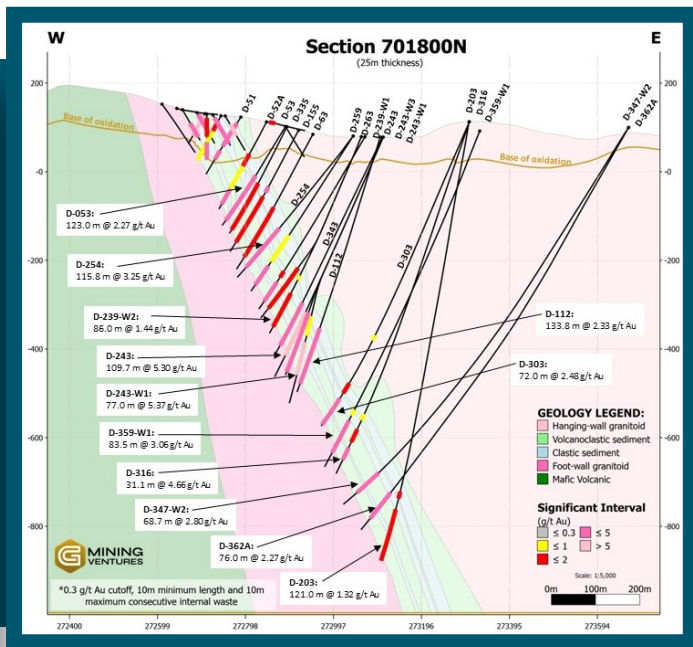 W
Section 701800N
(25m thickness)
E
200
-0
-200
-400
-600
-800
200
-0
-200
-400
-600
-800
Base of oxidation
Base of oxidation
D-51
D-52A
D-53
D-335
D-155
D-63
D-259
D-263
D-239-W1
D-243
D-243-W3
D-243-W1
D-203
D-316
D-359-W1
D-347-W2
D-362A
D-254
D-343
D-112
D-303
D-053:
123.0 m @ 2.27 g/t Au
D-254:
115.8 m @ 3.25 g/t Au
D-239-W2:
86.0 m @ 1.44 g/t Au
D-243:
109.7 m @ 5.30 g/t Au
D-243-W1:
77.0 m @ 5.37 g/t Au
D-359-W1:
83.5 m @ 3.06 g/t Au
D-316:
31.1 m @ 4.66 g/t Au
D-347-W2:
68.7 m @ 2.80 g/t Au
D-362A:
76.0 m @ 2.27 g/t Au
D-203:
121.0 m @ 1.32 g/t Au
D-112:
133.8 m @ 2.33 g/t Au
D-303:
72.0 m @ 2.48 g/t Au
GEOLOGY LEGEND:
Hanging-wall granitoid
Volcanoclastic sediment
Clastic sediment
Foot-wall granitoid
Mafic Volcanic
Significant Interval
(g/t Au)
≤ 0.3
≤ 5
≤ 1
> 5
≤ 2
Scale: 1:5,000
0m 100m 200m
G MINING
VENTURES
*0.3 g/t Au cutoff, 10m minimum length and 10m
maximum consecutive internal waste
272400 272599 272798 272997 273196 273395 273594